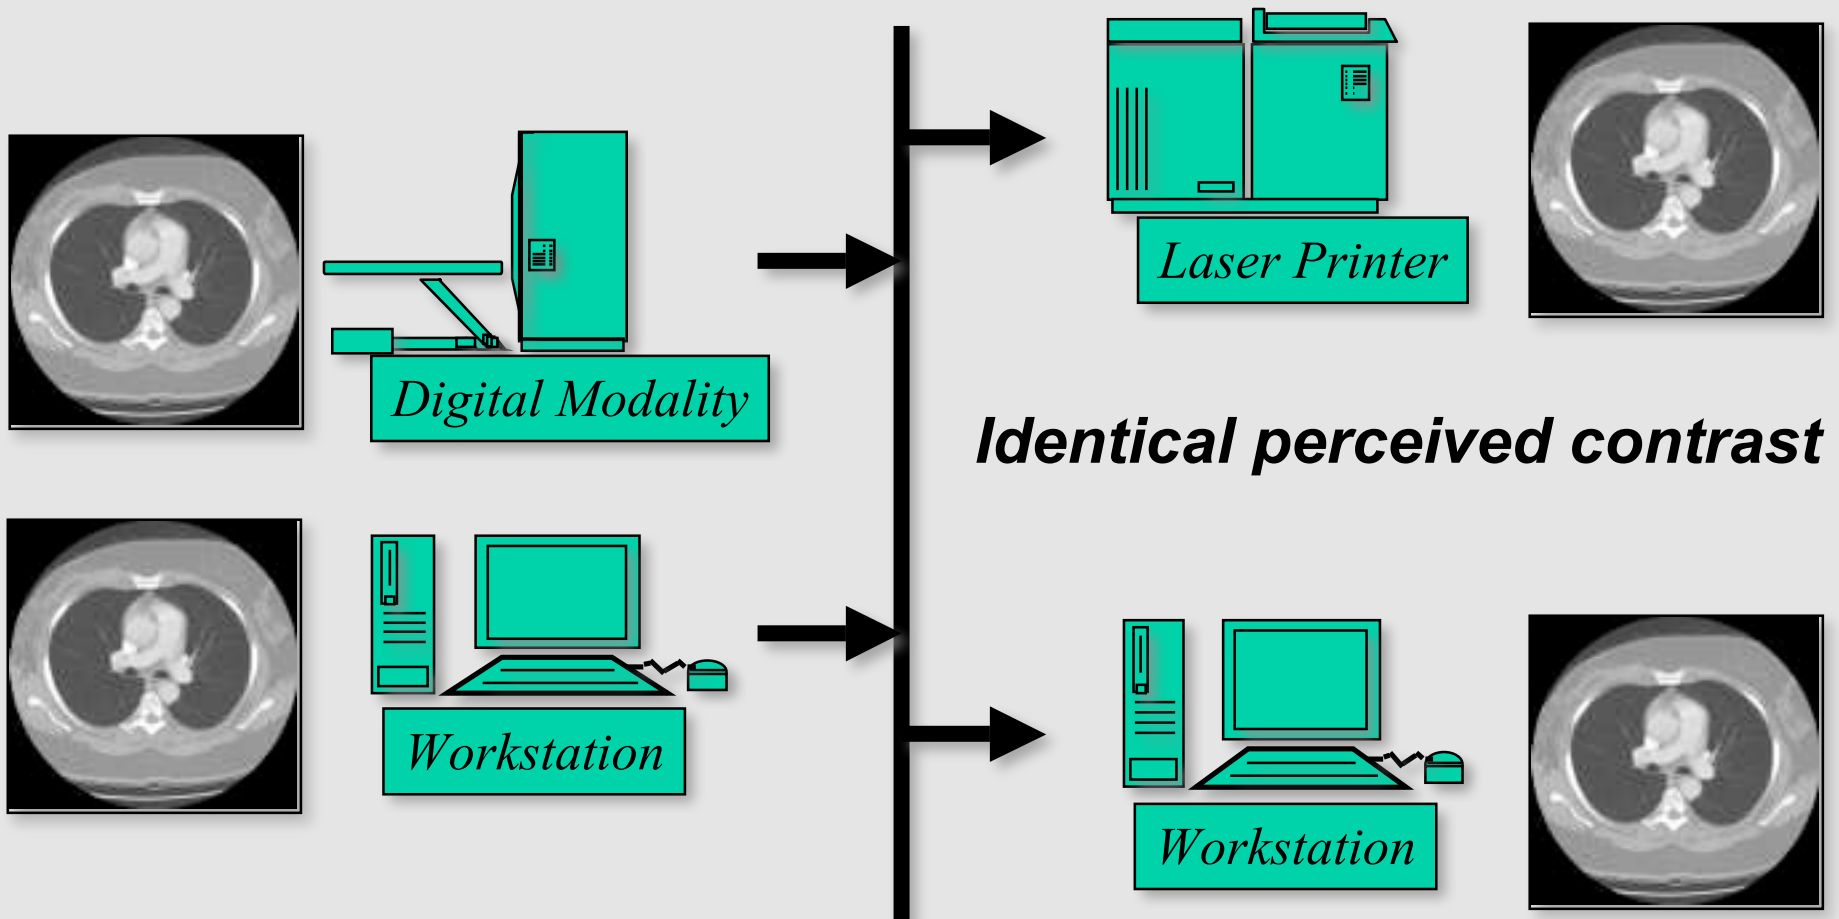 Laser Printer
Digital Modality
Identical perceived contrast
Workstation
Workstation